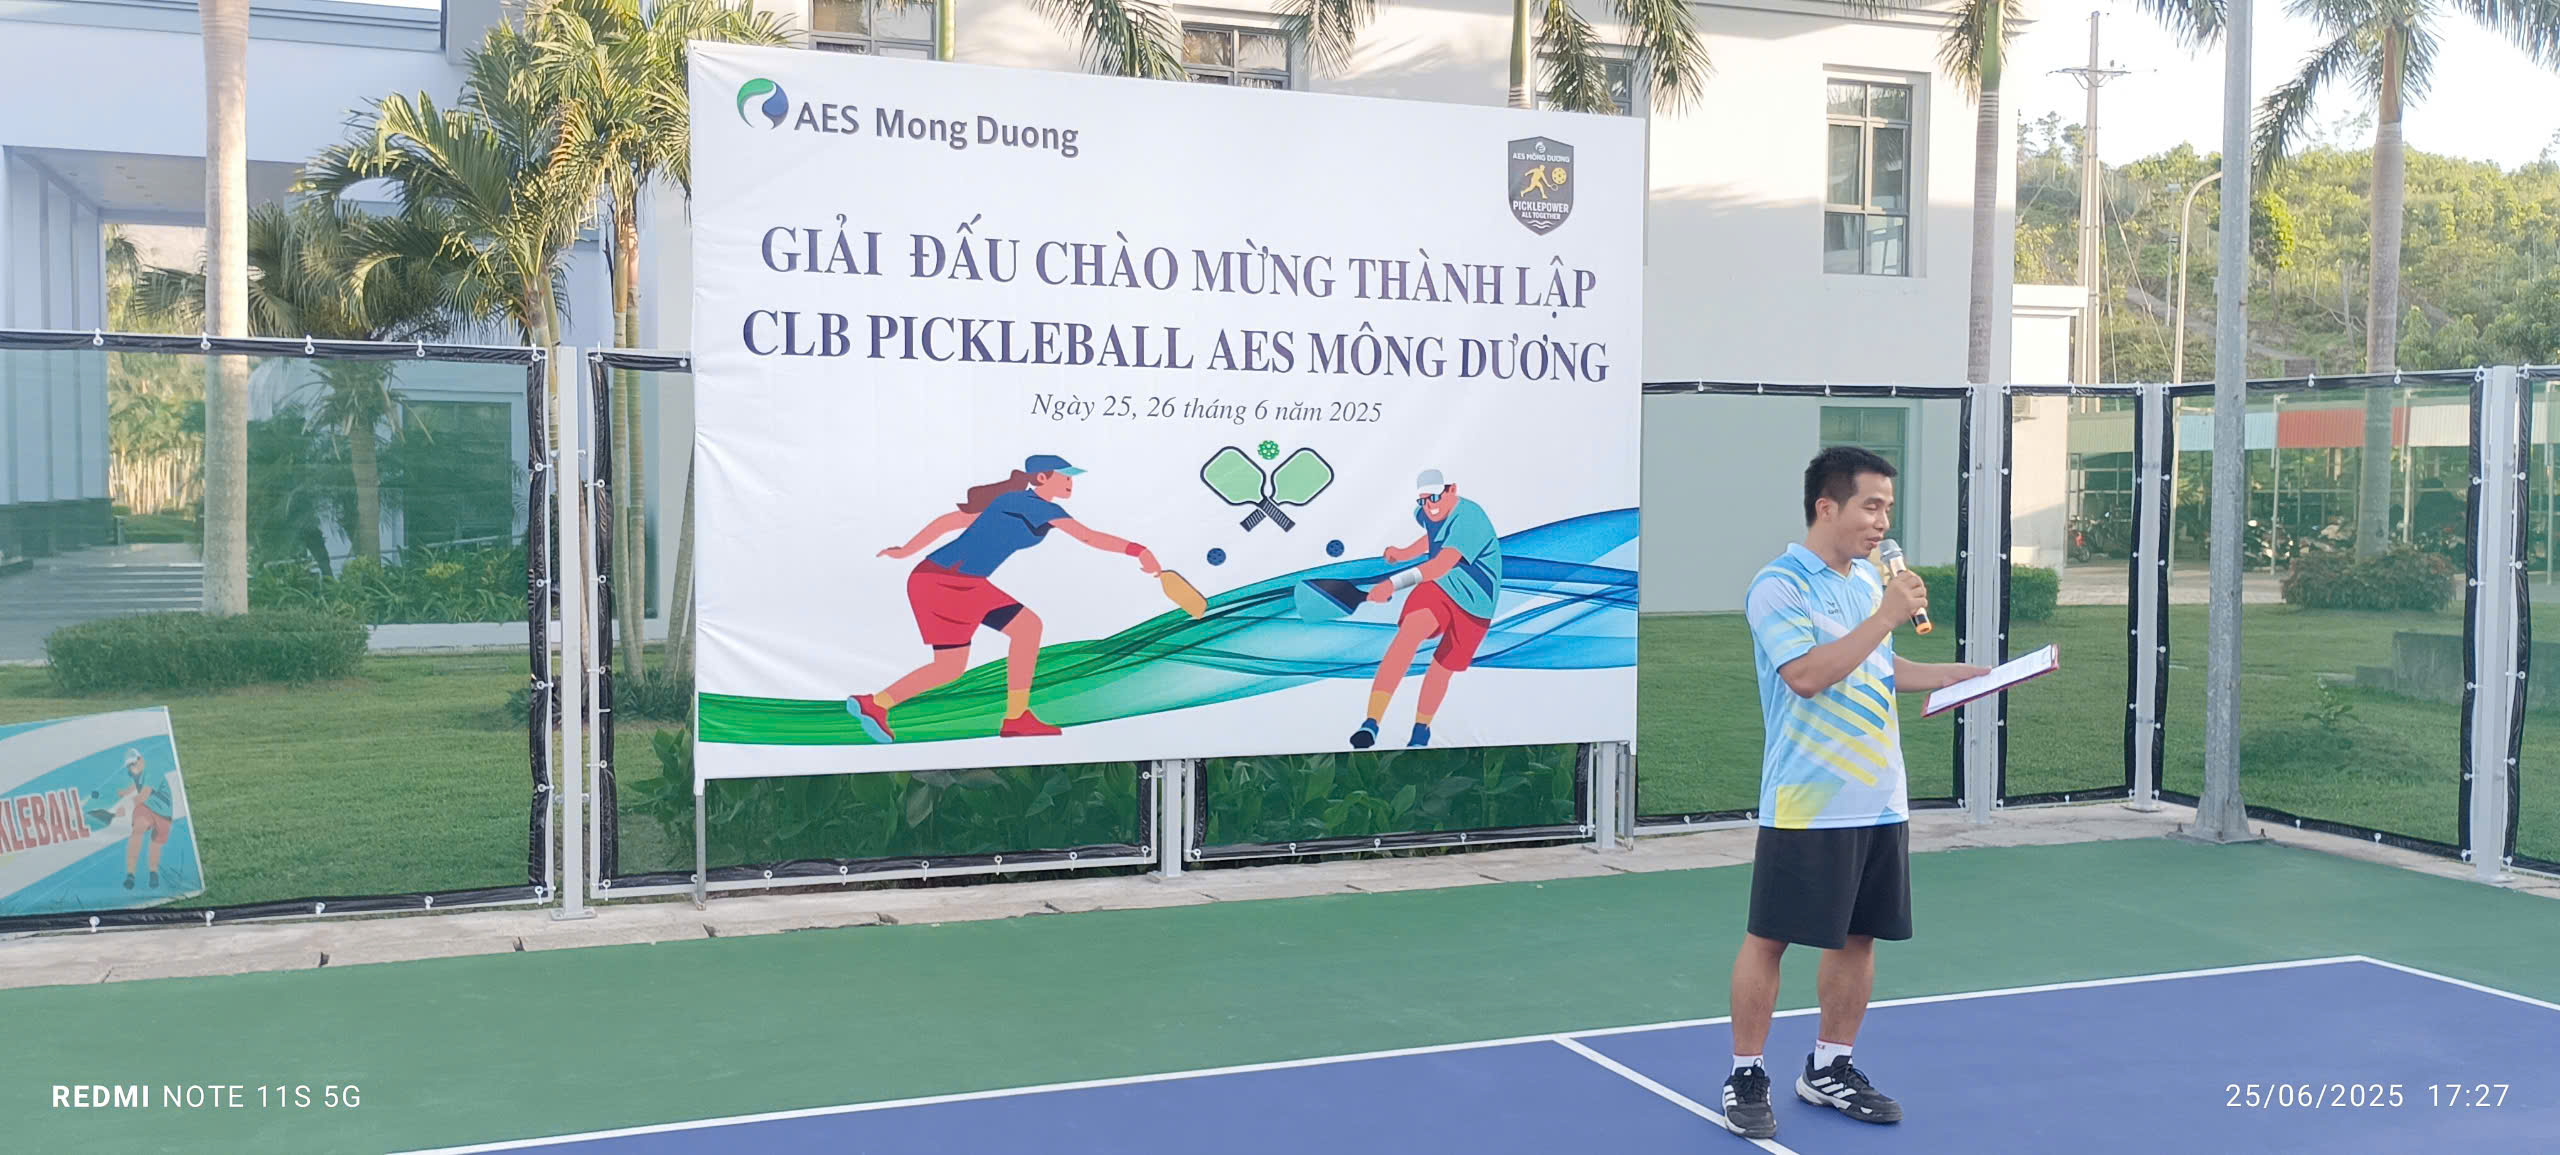 AES Mong Duong
AES MÔNG DƯƠNG
PICKLEPOWER
ALL TOGETHER
GIẢI ĐẤU CHÀO MỪNG THÀNH LẬP
CLB PICKLEBALL AES MÔNG DƯƠNG
Ngày 25, 26 tháng 6 năm 2025
KLEBALL
REDMI NOTE 11S 5G
25/06/2025 17:27